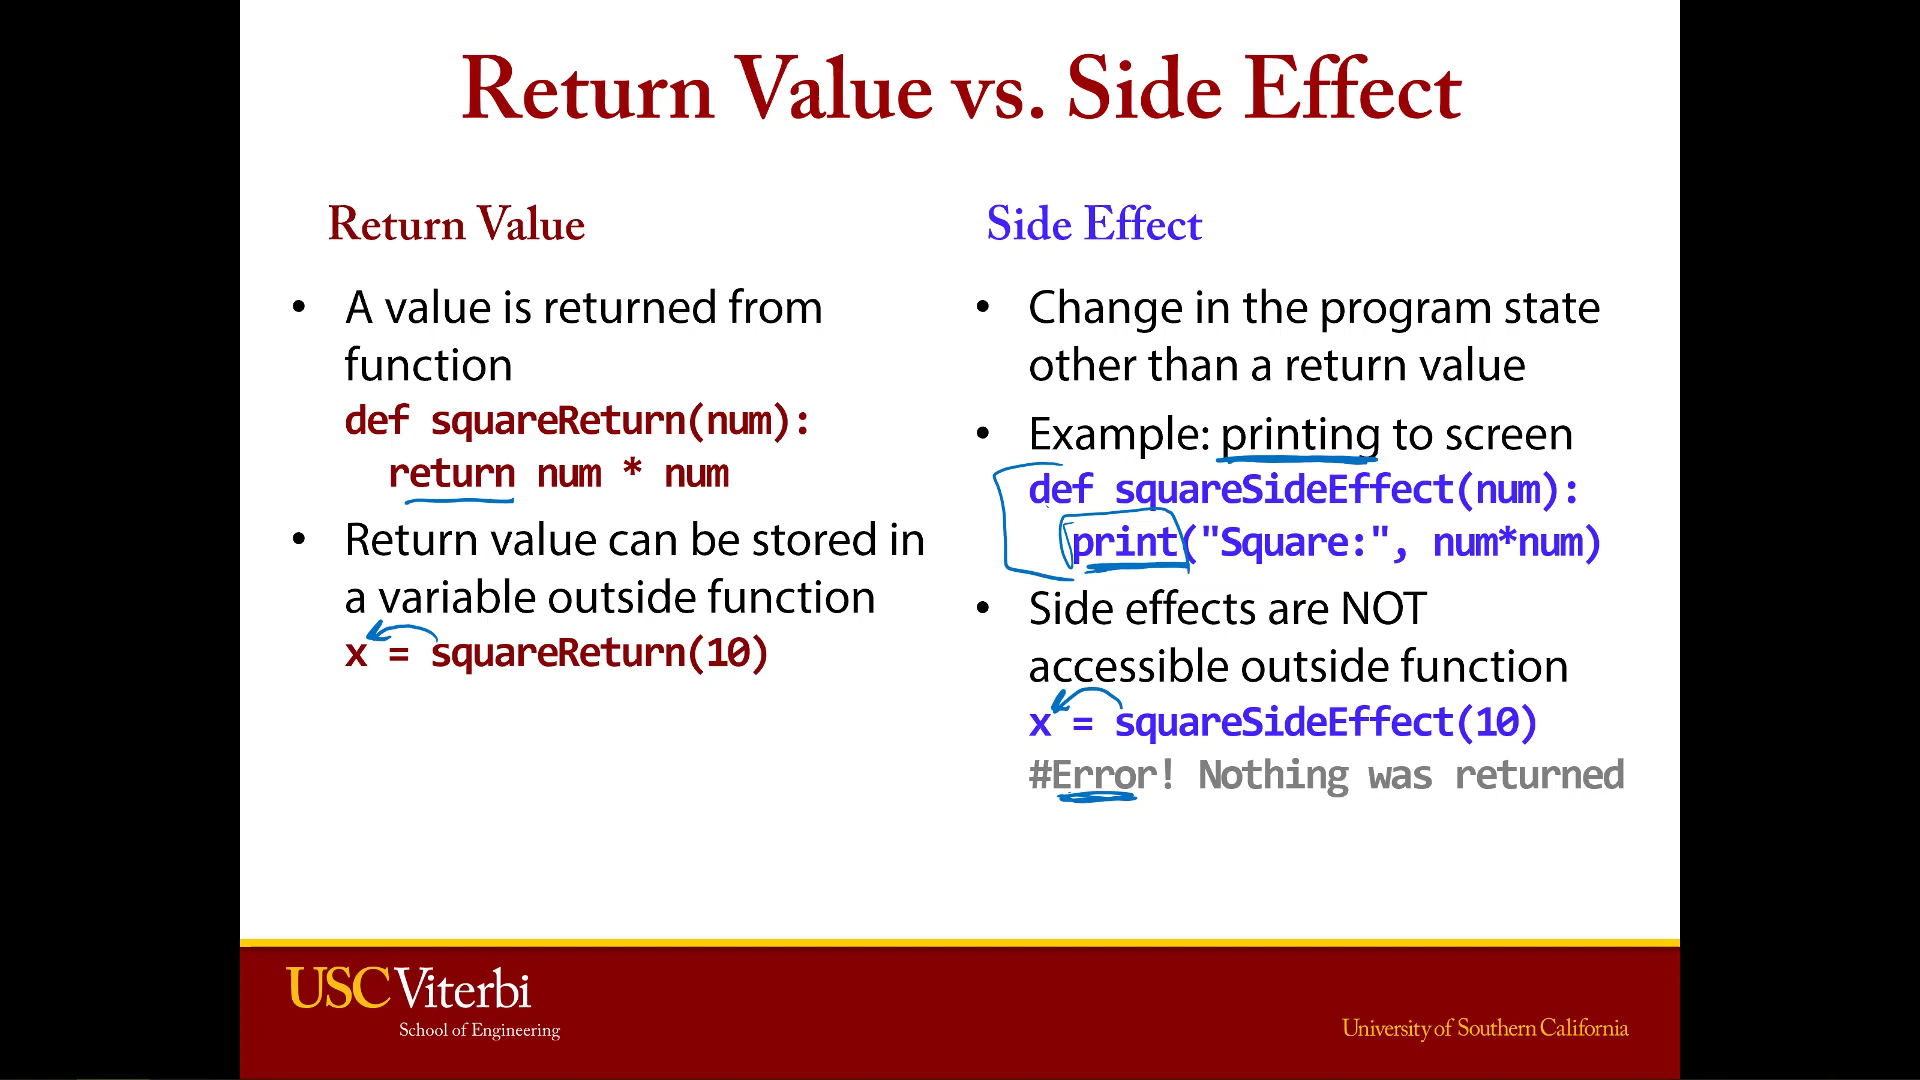 Return Value vs. Side Effect
Return Value
• A value is returned from
function
def squareReturn(num):
return num * num
• Return value can be stored in
a variable outside function
x = squareReturn(10)
Side Effect
• Change in the program state
other than a return value
• Example: printing to screen
def squareSideEffect(num):
print("Square:", num*num)
• Side effects are NOT
accessible outside function
x = squareSideEffect(10)
#Error! Nothing was returned
USC Viterbi
School of Engineering
University of Southern California